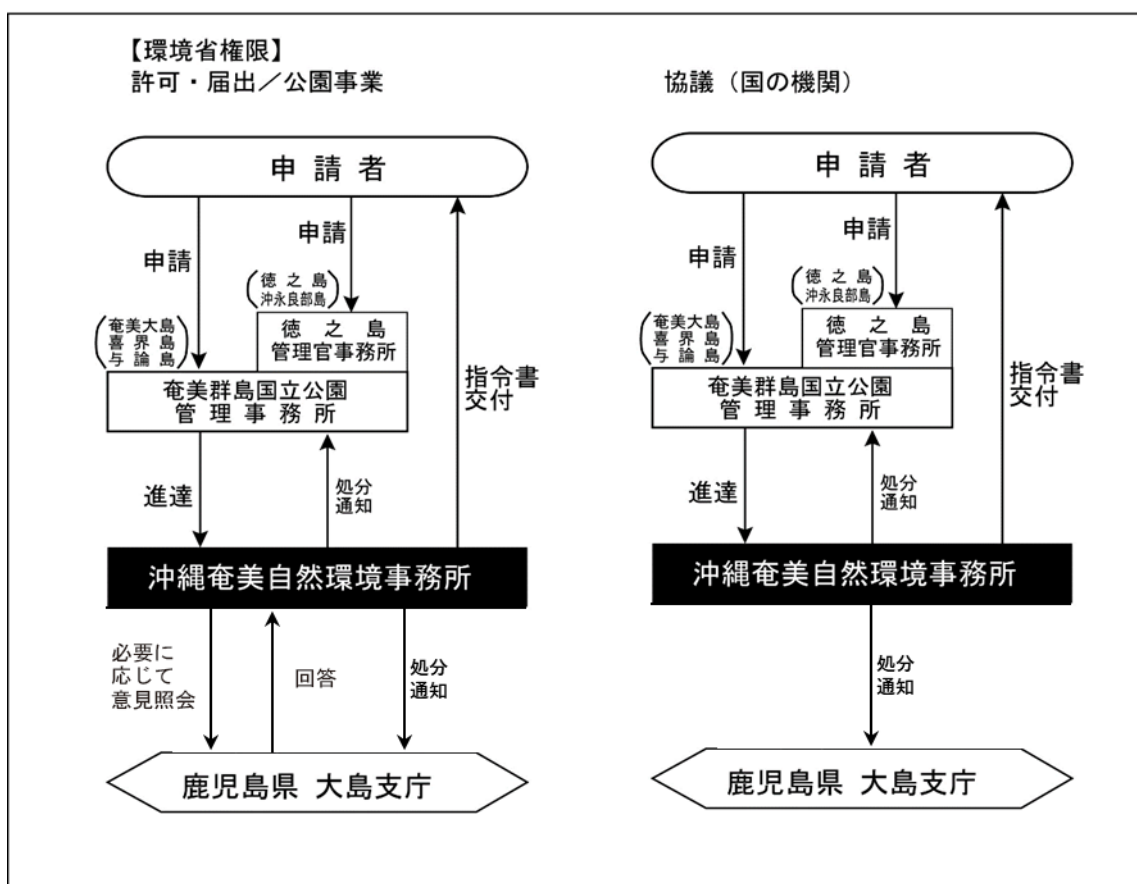 【環境省権限】
許可・届出／公園事業
申 請 者
申請
申請
（徳 之 島
沖永良部島）
（奄美大島
喜 界 島
与 論 島）
徳 之 島
管理官事務所
奄美群島国立公園
管 理 事 務 所
指令書
交付
進達
処分
通知
沖縄奄美自然環境事務所
必要に
応じて
意見照会
回答
処分
通知
鹿児島県 大島支庁
協議（国の機関）
申 請 者
申請
申請
（徳 之 島
沖永良部島）
（奄美大島
喜 界 島
与 論 島）
徳 之 島
管理官事務所
奄美群島国立公園
管 理 事 務 所
指令書
交付
進達
処分
通知
沖縄奄美自然環境事務所
処分
通知
鹿児島県 大島支庁